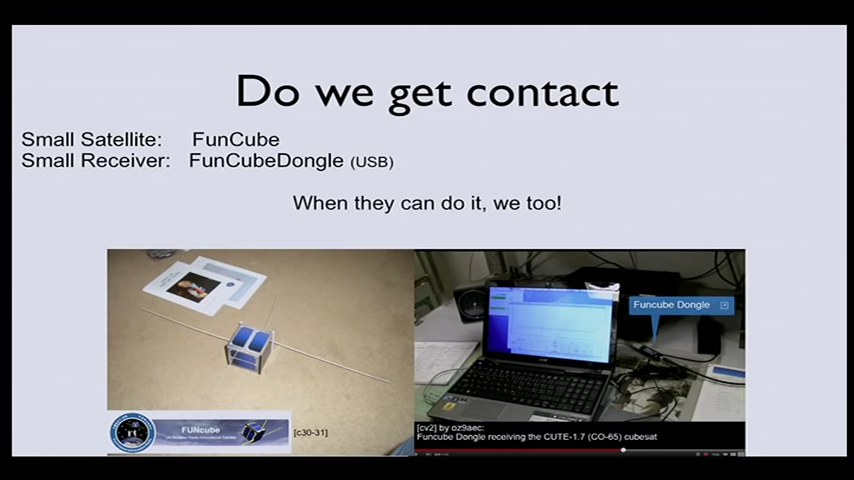 Do we get contact
Small Satellite: FunCube
Small Receiver: FunCubeDongle (USB)
When they can do it, we too!
Funcube Dongle
FUNcube
[c30-31]
[cv2] by oz9aec:
Funcube Dongle receiving the CUTE-1.7 (CO-65) cubesat